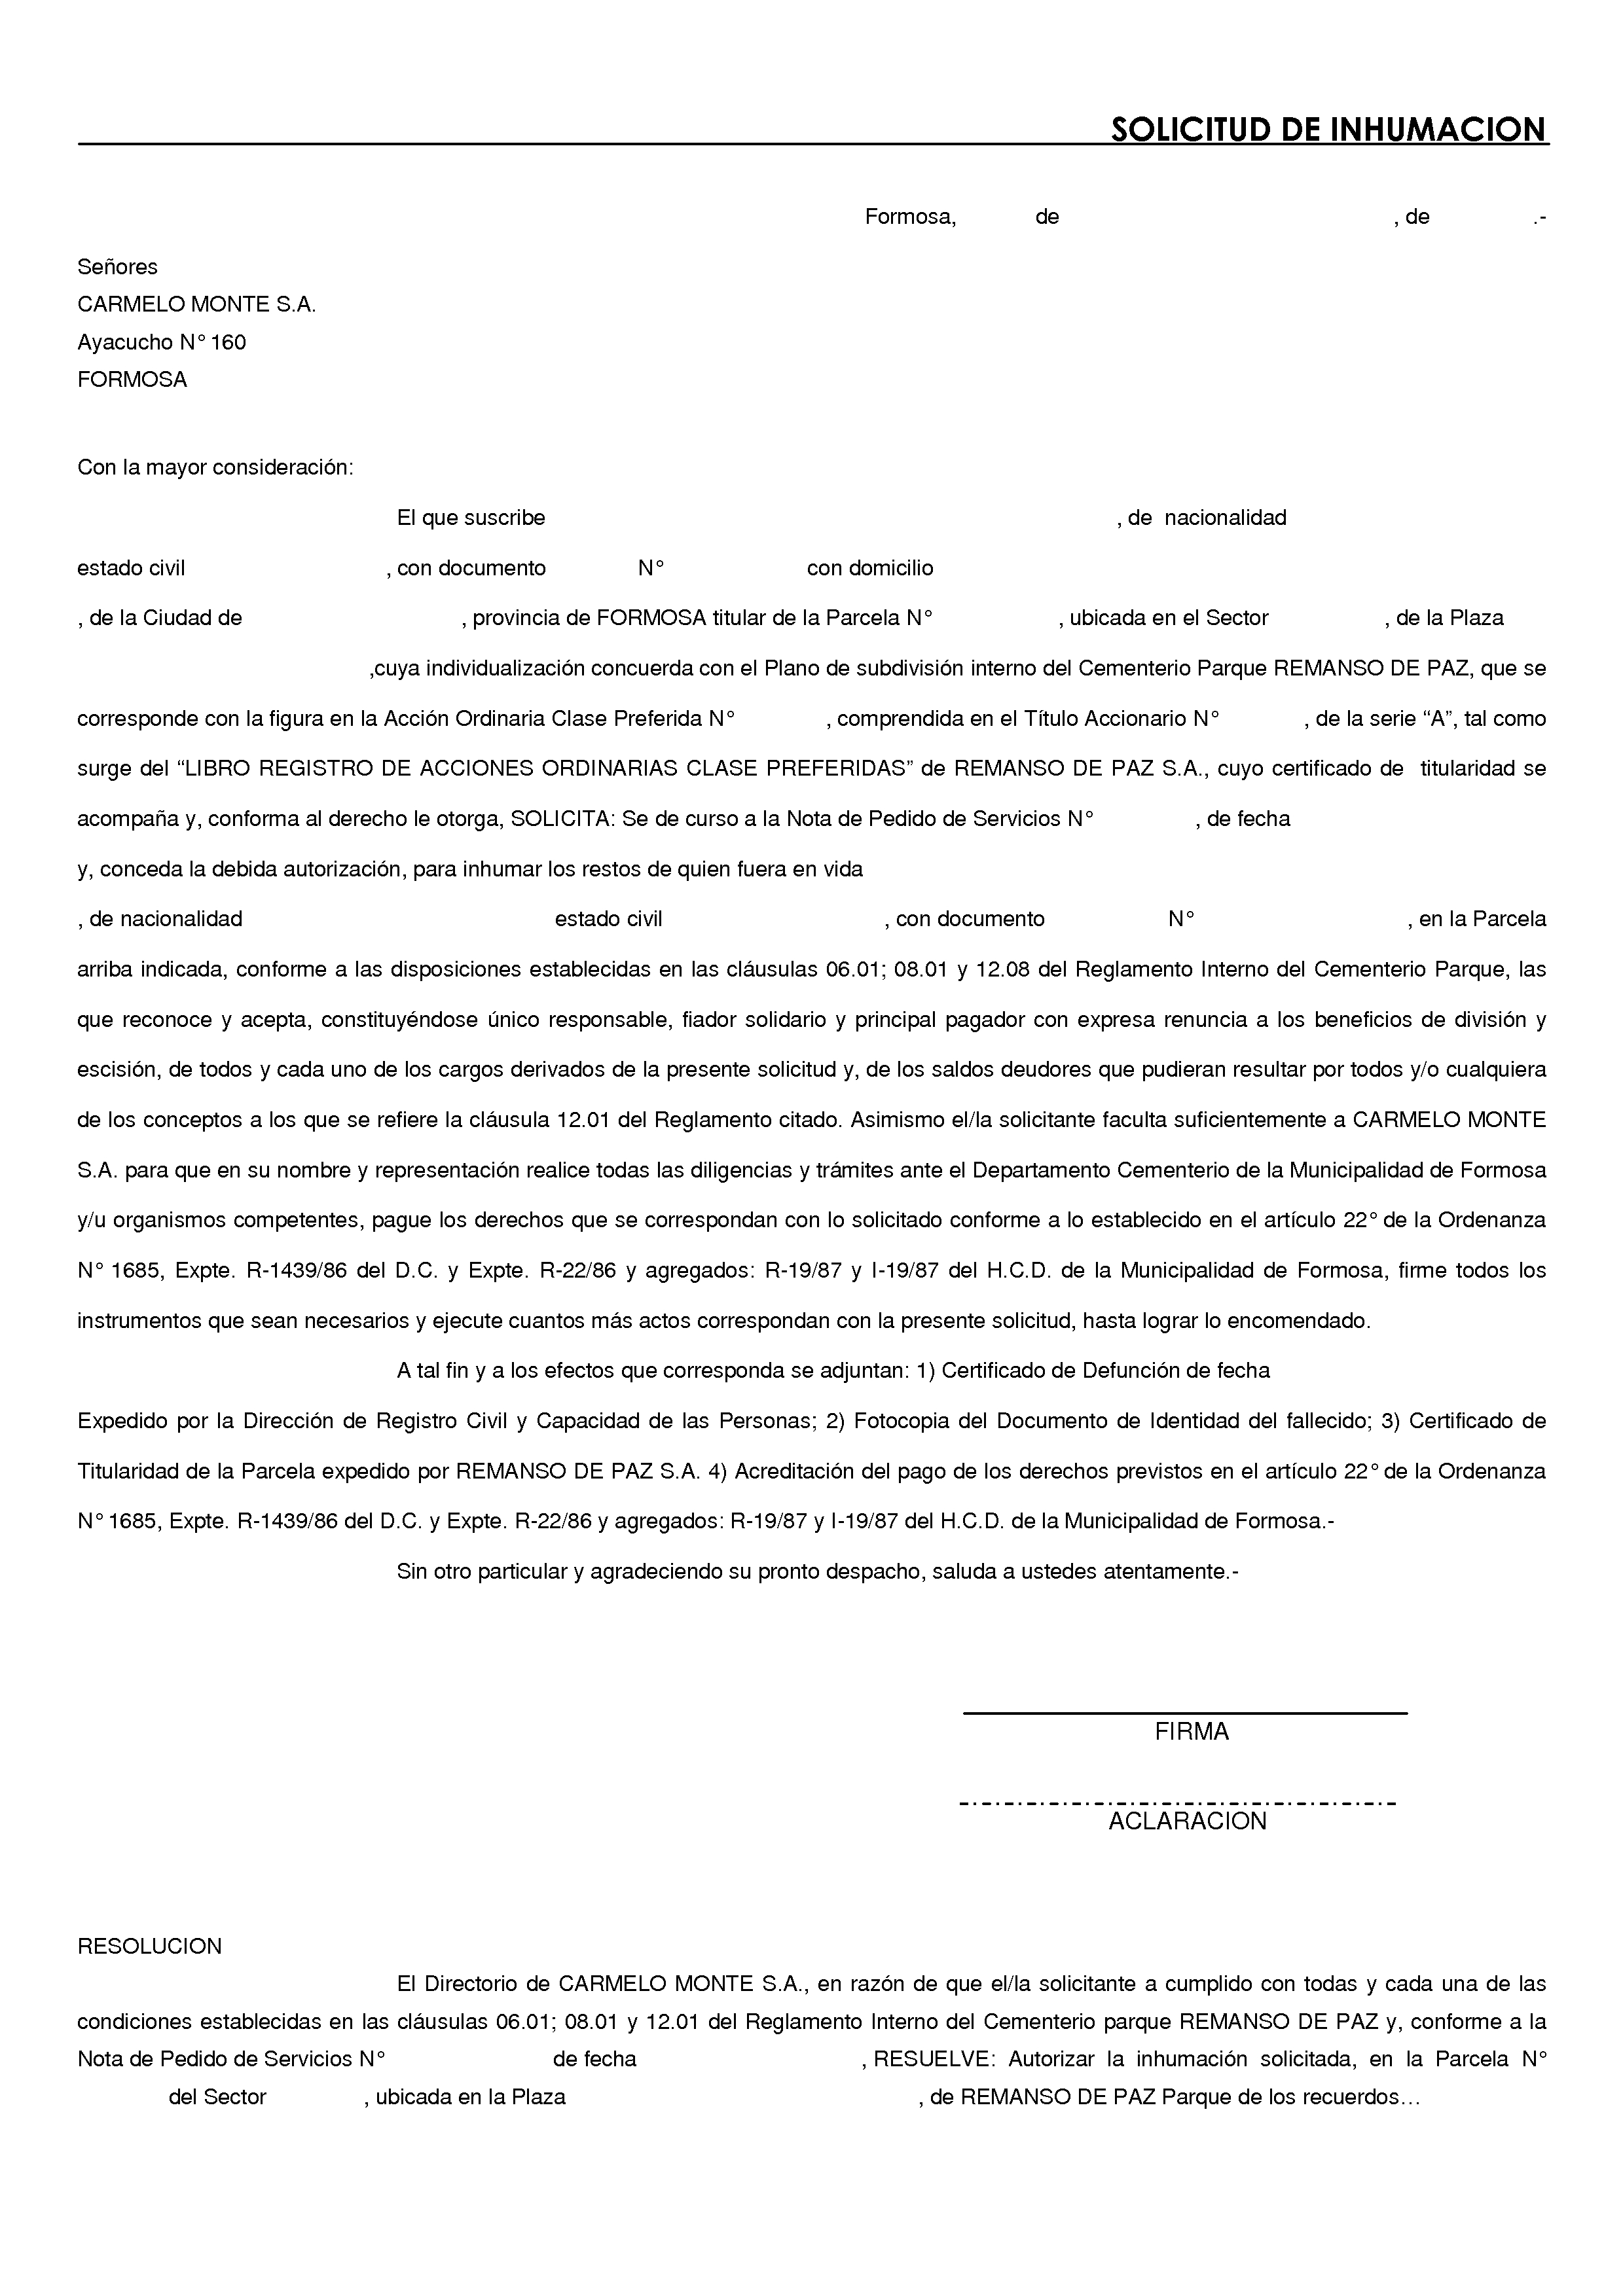 SOLICITUD DE INHUMACION
Formosa, de , de .-
Señores
CARMELO MONTE S.A.
Ayacucho N° 160
FORMOSA
Con la mayor consideración:
El que suscribe , de nacionalidad
estado civil , con documento N° con domicilio
, de la Ciudad de , provincia de FORMOSA titular de la Parcela N° , ubicada en el Sector , de la Plaza
,cuya individualización concuerda con el Plano de subdivisión interno del Cementerio Parque REMANSO DE PAZ, que se
corresponde con la figura en la Acción Ordinaria Clase Preferida N° , comprendida en el Título Accionario N° , de la serie “A”, tal como
surge del “LIBRO REGISTRO DE ACCIONES ORDINARIAS CLASE PREFERIDAS” de REMANSO DE PAZ S.A., cuyo certificado de titularidad se
acompaña y, conforma al derecho le otorga, SOLICITA: Se de curso a la Nota de Pedido de Servicios N° , de fecha
y, conceda la debida autorización, para inhumar los restos de quien fuera en vida
, de nacionalidad estado civil , con documento N° , en la Parcela
arriba indicada, conforme a las disposiciones establecidas en las cláusulas 06.01; 08.01 y 12.08 del Reglamento Interno del Cementerio Parque, las
que reconoce y acepta, constituyéndose único responsable, fiador solidario y principal pagador con expresa renuncia a los beneficios de división y
escisión, de todos y cada uno de los cargos derivados de la presente solicitud y, de los saldos deudores que pudieran resultar por todos y/o cualquiera
de los conceptos a los que se refiere la cláusula 12.01 del Reglamento citado. Asimismo el/la solicitante faculta suficientemente a CARMELO MONTE
S.A. para que en su nombre y representación realice todas las diligencias y trámites ante el Departamento Cementerio de la Municipalidad de Formosa
y/u organismos competentes, pague los derechos que se correspondan con lo solicitado conforme a lo establecido en el artículo 22° de la Ordenanza
N° 1685, Expte. R-1439/86 del D.C. y Expte. R-22/86 y agregados: R-19/87 y I-19/87 del H.C.D. de la Municipalidad de Formosa, firme todos los
instrumentos que sean necesarios y ejecute cuantos más actos correspondan con la presente solicitud, hasta lograr lo encomendado.
A tal fin y a los efectos que corresponda se adjuntan: 1) Certificado de Defunción de fecha
Expedido por la Dirección de Registro Civil y Capacidad de las Personas; 2) Fotocopia del Documento de Identidad del fallecido; 3) Certificado de
Titularidad de la Parcela expedido por REMANSO DE PAZ S.A. 4) Acreditación del pago de los derechos previstos en el artículo 22° de la Ordenanza
N° 1685, Expte. R-1439/86 del D.C. y Expte. R-22/86 y agregados: R-19/87 y I-19/87 del H.C.D. de la Municipalidad de Formosa.-
Sin otro particular y agradeciendo su pronto despacho, saluda a ustedes atentamente.-
FIRMA
ACLARACION
RESOLUCION
El Directorio de CARMELO MONTE S.A., en razón de que el/la solicitante a cumplido con todas y cada una de las
condiciones establecidas en las cláusulas 06.01; 08.01 y 12.01 del Reglamento Interno del Cementerio parque REMANSO DE PAZ y, conforme a la
Nota de Pedido de Servicios N° de fecha , RESUELVE: Autorizar la inhumación solicitada, en la Parcela N°
del Sector , ubicada en la Plaza , de REMANSO DE PAZ Parque de los recuerdos…